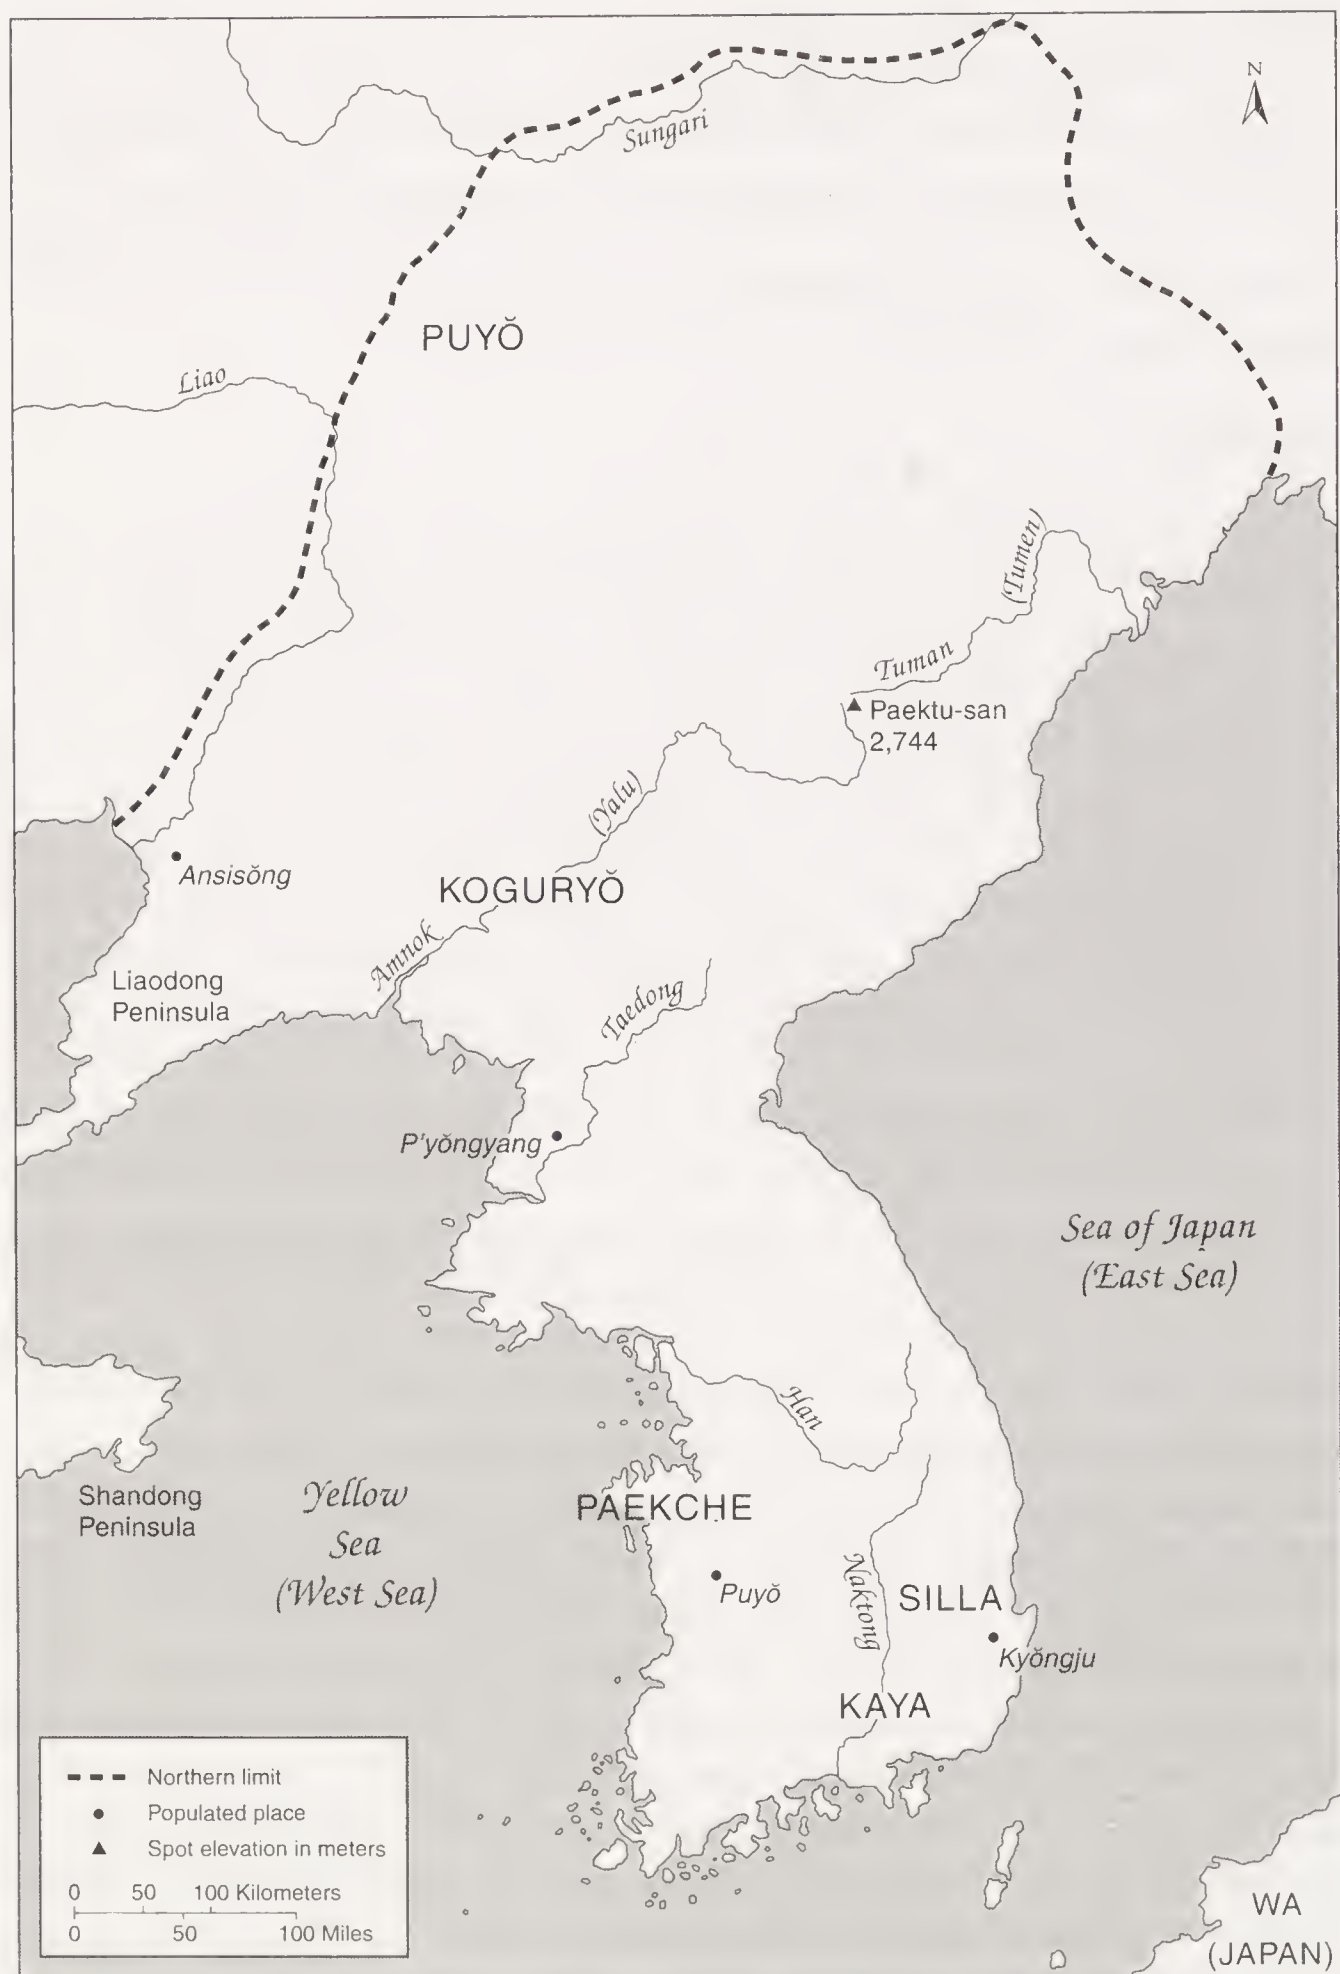 N
Sungari
PUYŎ
Liao
(Tumen)
Tuman
Paektu-san
2,744
(Yalu)
Ansisŏng
KOGURYŎ
Amnok
Liaodong
Peninsula
Taedong
P'yŏngyang
Sea of Japan
(East Sea)
Han
Shandong
Peninsula
Yellow
Sea
(West Sea)
PAEKCHE
Puyŏ
Naktong
SILLA
Kyŏngju
KAYA
Northern limit
Populated place
Spot elevation in meters
0 50 100 Kilometers
0 50 100 Miles
WA
(JAPAN)